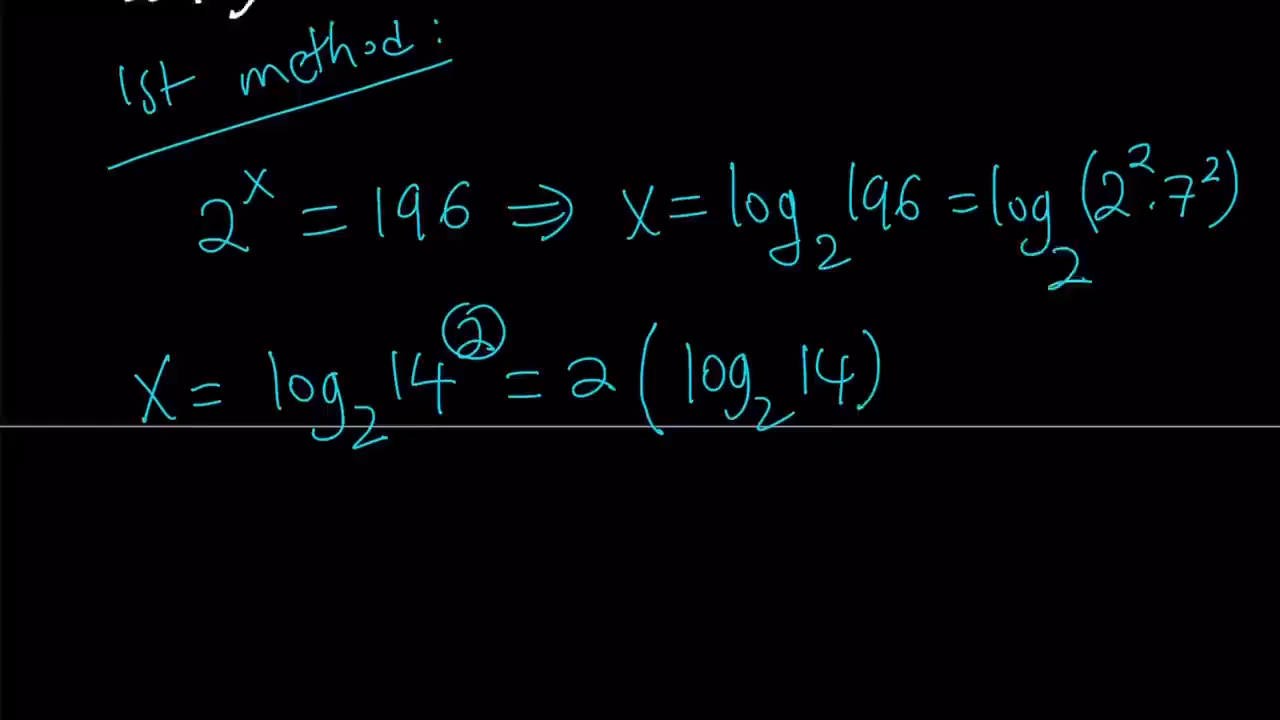 1st method:
2^x = 196 ⇒ x = log_2 196 = log_2 (2^2 · 7^2)
x = log_2 14^2 = 2 (log_2 14)